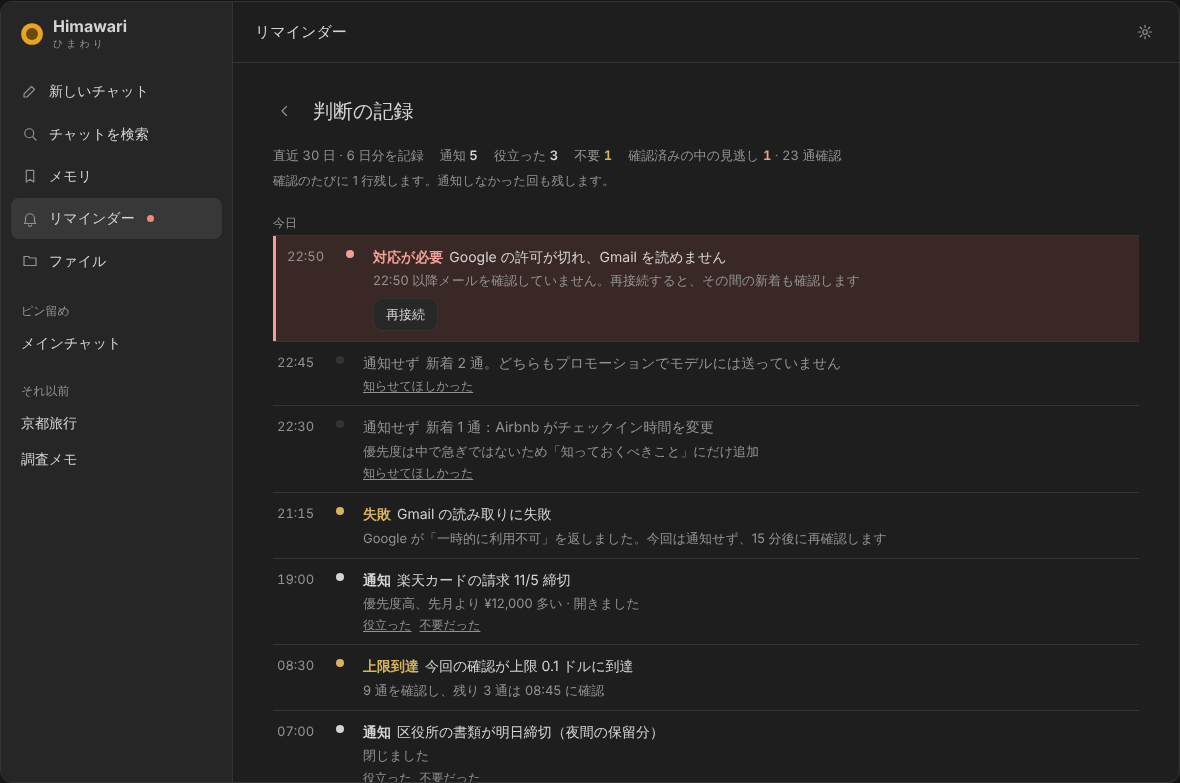 Himawari
ひまわり
新しいチャット
チャットを検索
メモリ
リマインダー
ファイル
ピン留め
メインチャット
それ以前
京都旅行
調査メモ
リマインダー
判断の記録
直近 30 日 · 6 日分を記録 通知 5 役立った 3 不要 1 確認済みの中の見逃し 1 · 23 通確認
確認のたびに 1 行残します。通知しなかった回も残します。
今日
22:50 対応が必要 Google の許可が切れ、Gmail を読めません
22:50 以降メールを確認していません。再接続すると、その間の新着も確認します
再接続
22:45 通知せず 新着 2 通。どちらもプロモーションでモデルには送っていません
知らせてほしかった
22:30 通知せず 新着 1 通：Airbnb がチェックイン時間を変更
優先度は中で急ぎではないため「知っておくべきこと」にだけ追加
知らせてほしかった
21:15 失敗 Gmail の読み取りに失敗
Google が「一時的に利用不可」を返しました。今回は通知せず、15 分後に再確認します
19:00 通知 楽天カードの請求 11/5 締切
優先度高、先月より ¥12,000 多い · 開きました
役立った 不要だった
08:30 上限到達 今回の確認が上限 0.1 ドルに到達
9 通を確認し、残り 3 通は 08:45 に確認
07:00 通知 区役所の書類が明日締切（夜間の保留分）
閉じました
役立った 不要だった